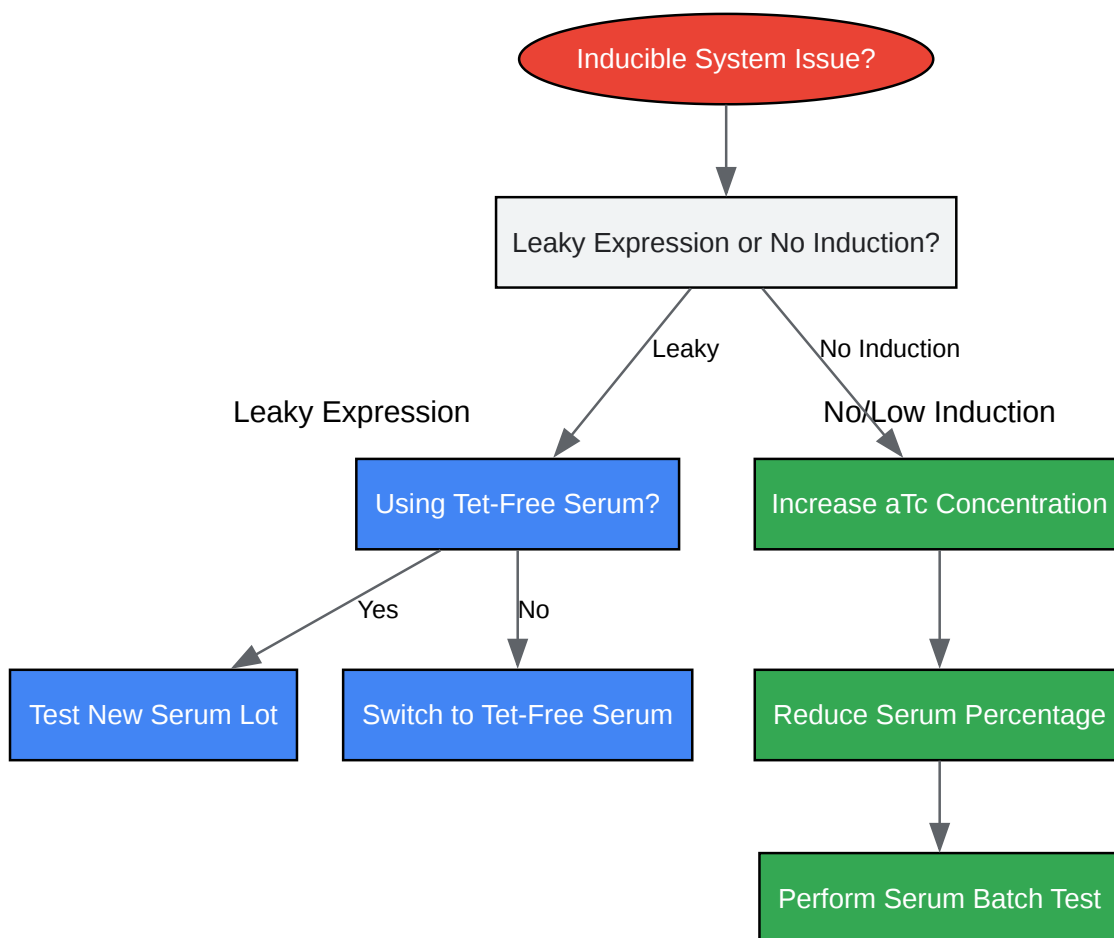 Inducible System Issue?
Leaky Expression or No Induction?
Leaky
No Induction
Leaky Expression
No/Low Induction
Using Tet-Free Serum?
Increase aTc Concentration
Yes
No
Test New Serum Lot
Switch to Tet-Free Serum
Reduce Serum Percentage
Perform Serum Batch Test